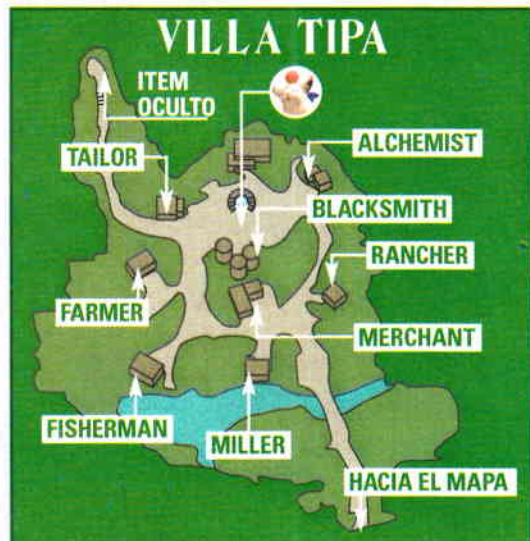 VILLA TIPA
ITEM
OCULTO
TAILOR
ALCHEMIST
BLACKSMITH
RANCHER
FARMER
MERCHANT
FISHERMAN
MILLER
HACIA EL MAPA